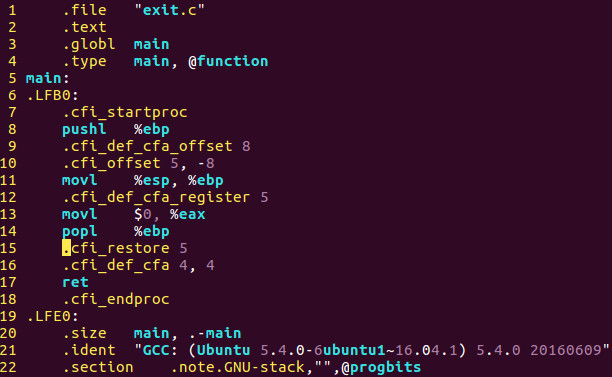 1 .file "exit.c"
2 .text
3 .globl main
4 .type main, @function
5 main:
6 .LFB0:
7 .cfi_startproc
8 pushl %ebp
9 .cfi_def_cfa_offset 8
10 .cfi_offset 5, -8
11 movl %esp, %ebp
12 .cfi_def_cfa_register 5
13 movl $0, %eax
14 popl %ebp
15 .cfi_restore 5
16 .cfi_def_cfa 4, 4
17 ret
18 .cfi_endproc
19 .LFE0:
20 .size main, .-main
21 .ident "GCC: (Ubuntu 5.4.0-6ubuntu1~16.04.1) 5.4.0 20160609"
22 .section .note.GNU-stack,"",@progbits